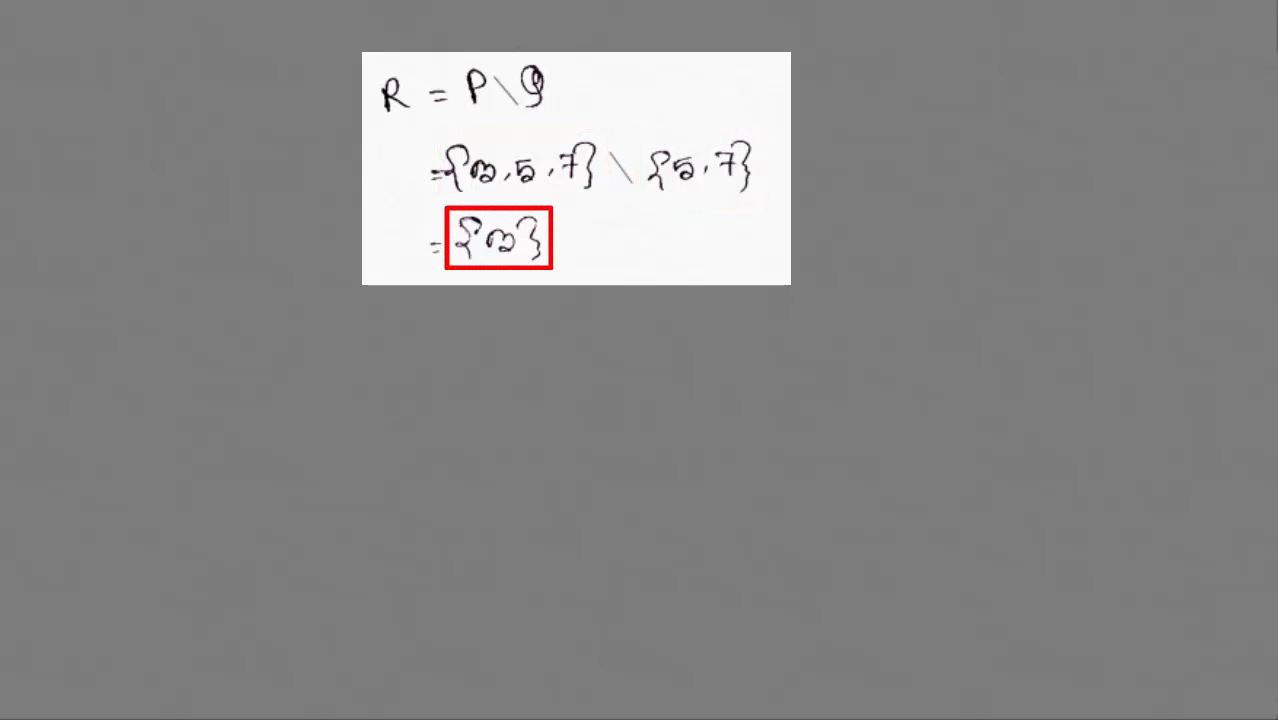 R = P\Q
={3,5,7} \ {5,7}
={3}